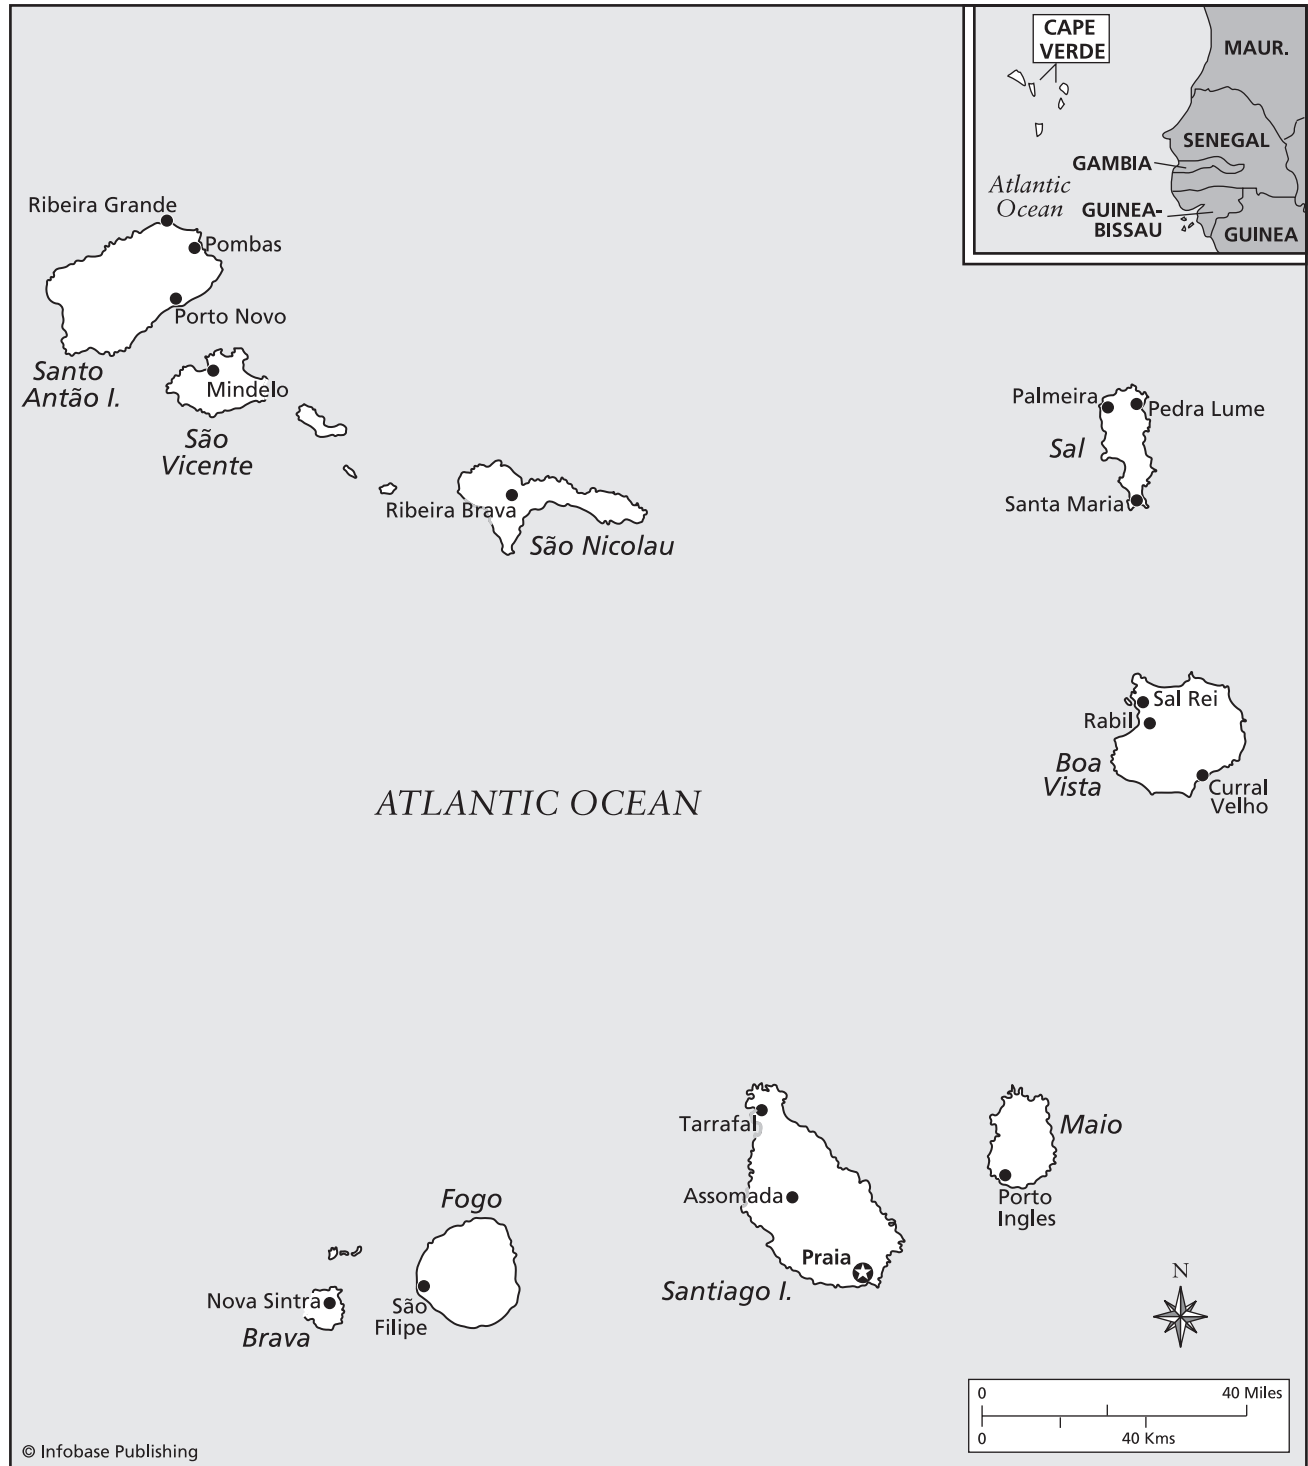 CAPE
VERDE
MAUR.
SENEGAL
GAMBIA
Atlantic
Ocean
GUINEA-
BISSAU
GUINEA
Ribeira Grande
Pombas
Porto Novo
Santo
Antão I.
Mindelo
São
Vicente
Ribeira Brava
São Nicolau
Palmeira
Pedra Lume
Sal
Santa Maria
Sal Rei
Rabil
Boa
Vista
Curral
Velho
ATLANTIC OCEAN
Tarrafal
Maio
Assomada
Porto
Ingles
Fogo
Praia
Santiago I.
Nova Sintra
São
Filipe
Brava
N
0 40 Miles
0 40 Kms
© Infobase Publishing